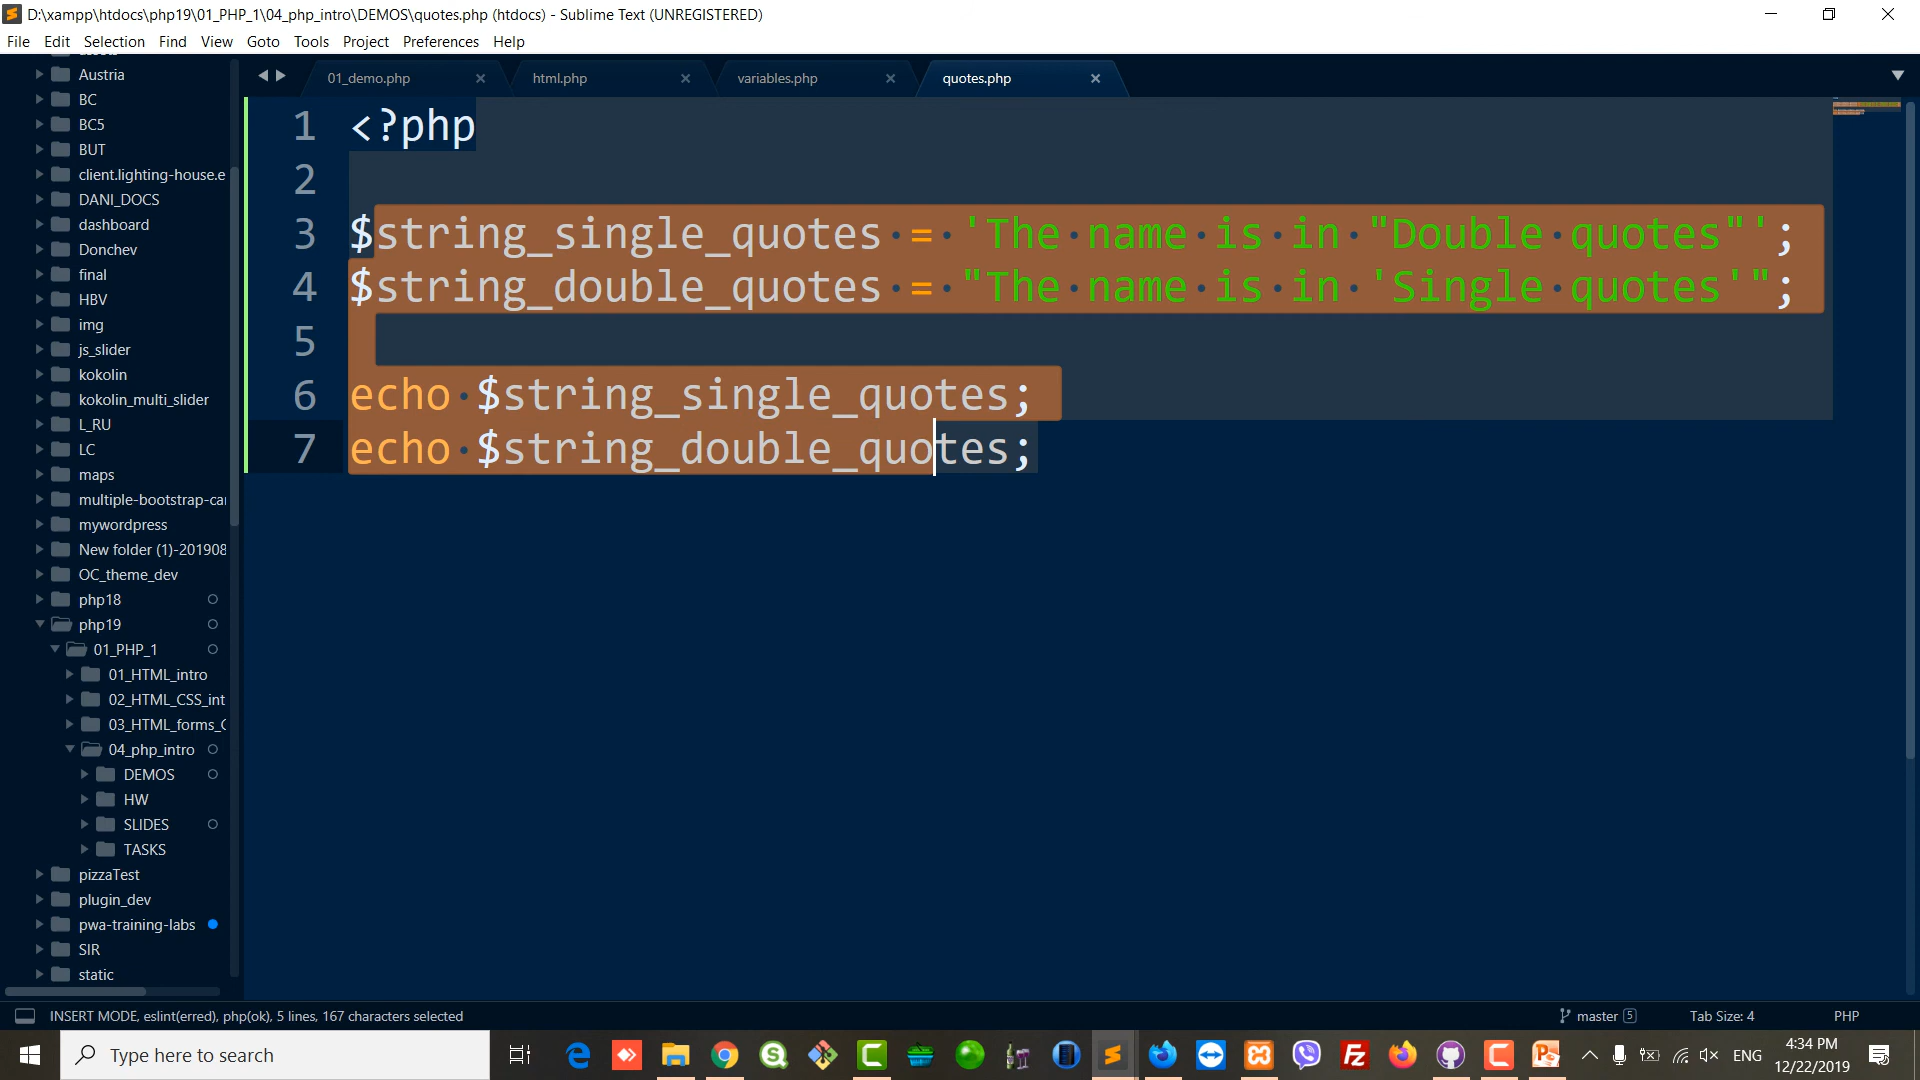 D:\xampp\htdocs\php19\01_PHP_1\04_php_intro\DEMOS\quotes.php (htdocs) - Sublime Text (UNREGISTERED)
File Edit Selection Find View Goto Tools Project Preferences Help
01_demo.php
html.php
variables.php
quotes.php
Austria
BC
BC5
BUT
client.lighting-house.e
DANI_DOCS
dashboard
Donchev
final
HBV
img
js_slider
kokolin
kokolin_multi_slider
L_RU
LC
maps
multiple-bootstrap-car
mywordpress
New folder (1)-201908
OC_theme_dev
php18
php19
01_PHP_1
01_HTML_intro
02_HTML_CSS_int
03_HTML_forms_C
04_php_intro
DEMOS
HW
SLIDES
TASKS
pizzaTest
plugin_dev
pwa-training-labs
SIR
static
1 <?php
2
3 $string_single_quotes = 'The name is in "Double quotes"';
4 $string_double_quotes = "The name is in 'Single quotes'";
5
6 echo $string_single_quotes;
7 echo $string_double_quotes;
INSERT MODE, eslint(erred), php(ok), 5 lines, 167 characters selected
master 5
Tab Size: 4
PHP
Type here to search
ENG
4:34 PM
12/22/2019